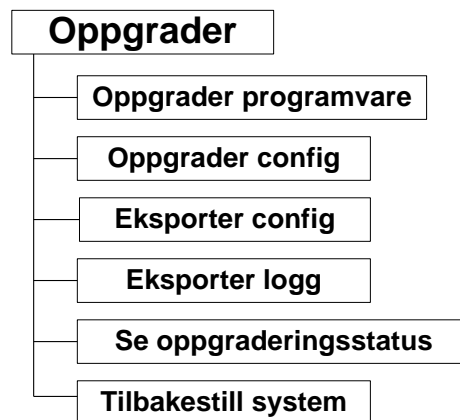 Oppgrader
Oppgrader programvare
Oppgrader config
Eksporter config
Eksporter logg
Se oppgraderingsstatus
Tilbakestill system